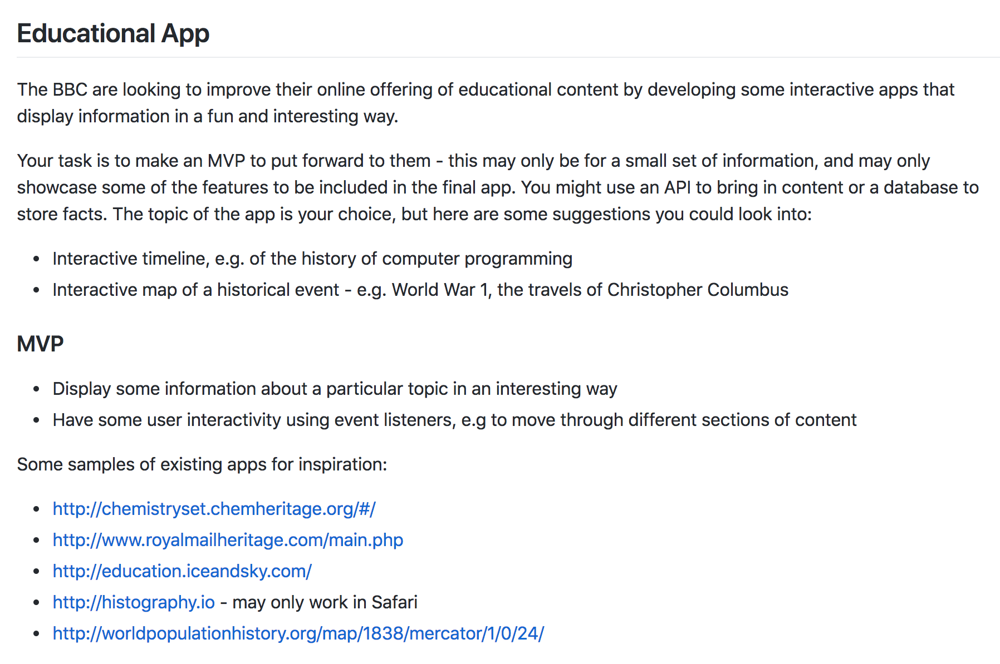 Educational App
The BBC are looking to improve their online offering of educational content by developing some interactive apps that
display information in a fun and interesting way.
Your task is to make an MVP to put forward to them - this may only be for a small set of information, and may only
showcase some of the features to be included in the final app. You might use an API to bring in content or a database to
store facts. The topic of the app is your choice, but here are some suggestions you could look into:
• Interactive timeline, e.g. of the history of computer programming
• Interactive map of a historical event - e.g. World War 1, the travels of Christopher Columbus
MVP
• Display some information about a particular topic in an interesting way
• Have some user interactivity using event listeners, e.g to move through different sections of content
Some samples of existing apps for inspiration:
• http://chemistryset.chemheritage.org/#/
• http://www.royalmailheritage.com/main.php
• http://education.iceandsky.com/
• http://histography.io - may only work in Safari
• http://worldpopulationhistory.org/map/1838/mercator/1/0/24/